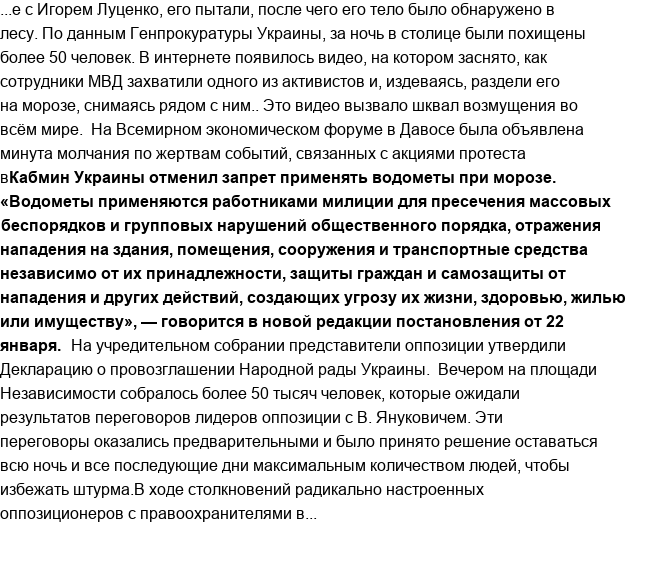 ...е с Игорем Луценко, его пытали, после чего его тело было обнаружено в
лесу. По данным Генпрокуратуры Украины, за ночь в столице были похищены
более 50 человек. В интернете появилось видео, на котором заснято, как
сотрудники МВД захватили одного из активистов и, издеваясь, раздели его
на морозе, снимаясь рядом с ним.. Это видео вызвало шквал возмущения во
всём мире.  На Всемирном экономическом форуме в Давосе была объявлена
минута молчания по жертвам событий, связанных с акциями протеста
вКабмин Украины отменил запрет применять водометы при морозе.
«Водометы применяются работниками милиции для пресечения массовых
беспорядков и групповых нарушений общественного порядка, отражения
нападения на здания, помещения, сооружения и транспортные средства
независимо от их принадлежности, защиты граждан и самозащиты от
нападения и других действий, создающих угрозу их жизни, здоровью, жилью
или имуществу», — говорится в новой редакции постановления от 22
января.  На учредительном собрании представители оппозиции утвердили
Декларацию о провозглашении Народной рады Украины.  Вечером на площади
Независимости собралось более 50 тысяч человек, которые ожидали
результатов переговоров лидеров оппозиции с В. Януковичем. Эти
переговоры оказались предварительными и было принято решение оставаться
всю ночь и все последующие дни максимальным количеством людей, чтобы
избежать штурма.В ходе столкновений радикально настроенных
оппозиционеров с правоохранителями в...